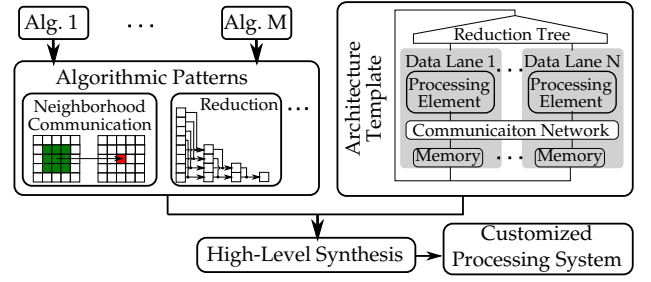 Alg. 1
. . .
Alg. M
Algorithmic Patterns
Neighborhood
Communication
Reduction
...
Architecture
Template
Reduction Tree
Data Lane 1
Processing
Element
...
Data Lane N
Processing
Element
Communicaiton Network
Memory
...
Memory
High-Level Synthesis
Customized
Processing System